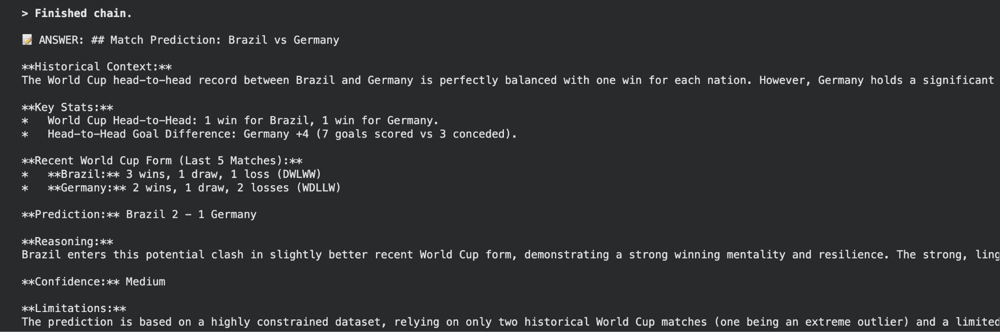 > Finished chain.
📝 ANSWER: ## Match Prediction: Brazil vs Germany
**Historical Context:**
The World Cup head-to-head record between Brazil and Germany is perfectly balanced with one win for each nation. However, Germany holds a significant
**Key Stats:**
*   World Cup Head-to-Head: 1 win for Brazil, 1 win for Germany.
*   Head-to-Head Goal Difference: Germany +4 (7 goals scored vs 3 conceded).
**Recent World Cup Form (Last 5 Matches):**
*   **Brazil:** 3 wins, 1 draw, 1 loss (DWLWW)
*   **Germany:** 2 wins, 1 draw, 2 losses (WDLLW)
**Prediction:** Brazil 2 – 1 Germany
**Reasoning:**
Brazil enters this potential clash in slightly better recent World Cup form, demonstrating a strong winning mentality and resilience. The strong, ling
**Confidence:** Medium
**Limitations:**
The prediction is based on a highly constrained dataset, relying on only two historical World Cup matches (one being an extreme outlier) and a limited